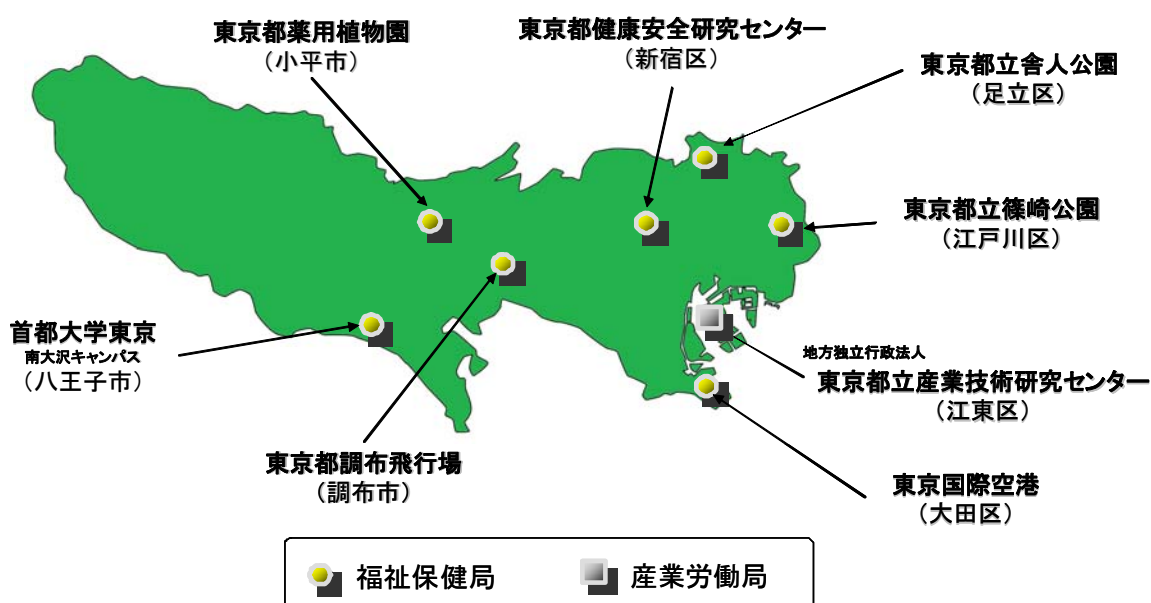 東京都薬用植物園
（小平市）
東京都健康安全研究センター
（新宿区）
東京都立舎人公園
（足立区）
東京都立篠崎公園
（江戸川区）
首都大学東京
南大沢キャンパス
（八王子市）
地方独立行政法人
東京都立産業技術研究センター
（江東区）
東京都調布飛行場
（調布市）
東京国際空港
（大田区）
福祉保健局
産業労働局